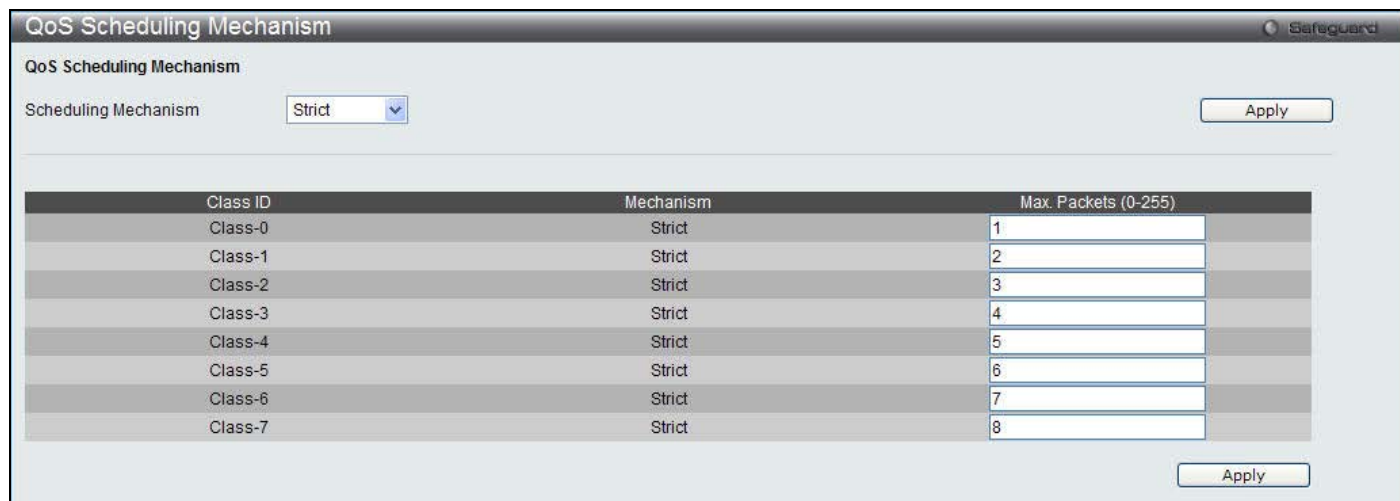 QoS Scheduling Mechanism
Safeguard
QoS Scheduling Mechanism
Scheduling Mechanism Strict Apply
Class ID Mechanism Max. Packets (0-255)
Class-0 Strict 1
Class-1 Strict 2
Class-2 Strict 3
Class-3 Strict 4
Class-4 Strict 5
Class-5 Strict 6
Class-6 Strict 7
Class-7 Strict 8
Apply